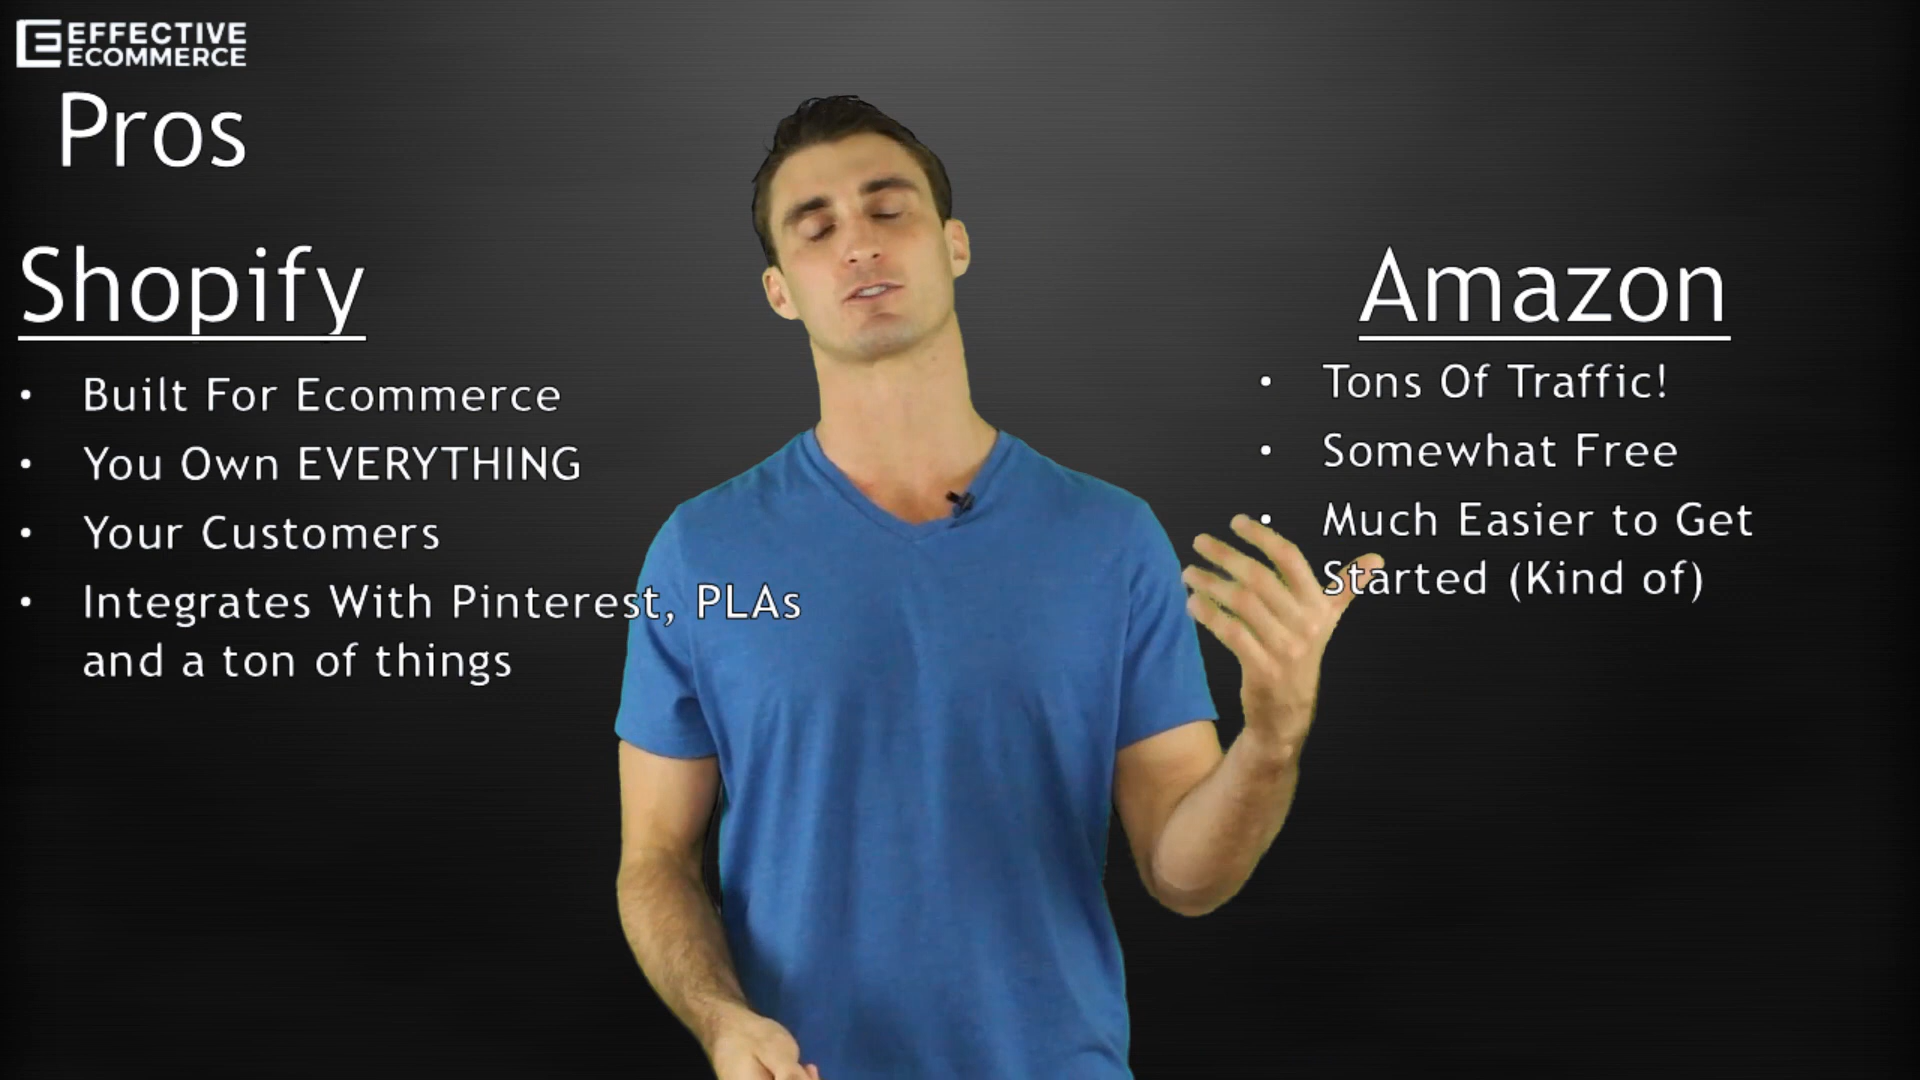 EFFECTIVE
ECOMMERCE
Pros
Shopify
• Built For Ecommerce
• You Own EVERYTHING
• Your Customers
• Integrates With Pinterest, PLAs
and a ton of things
Amazon
• Tons Of Traffic!
• Somewhat Free
• Much Easier to Get
Started (Kind of)